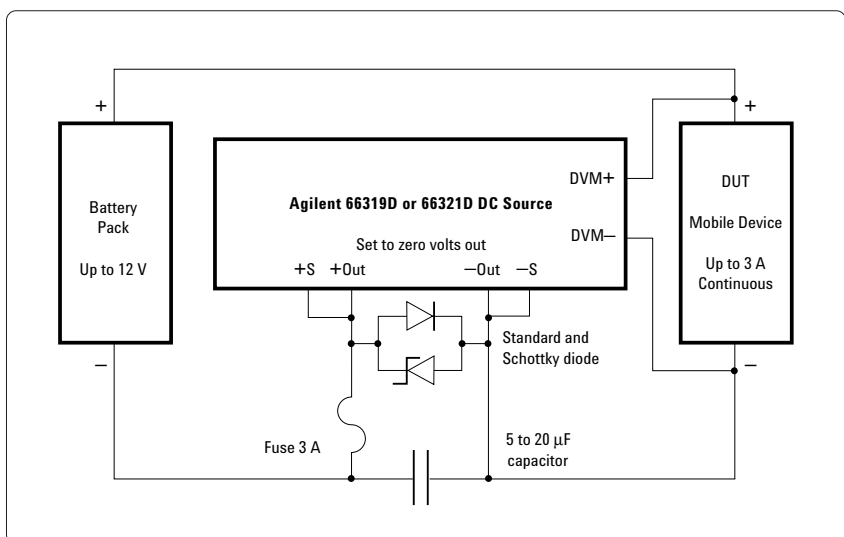 +
Battery
Pack
Up to 12 V
−
Agilent 66319D or 66321D DC Source
Set to zero volts out
+S
+Out
−Out
−S
DVM+
DVM−
+
DUT
Mobile Device
Up to 3 A
Continuous
−
Standard and
Schottky diode
Fuse 3 A
5 to 20 μF
capacitor